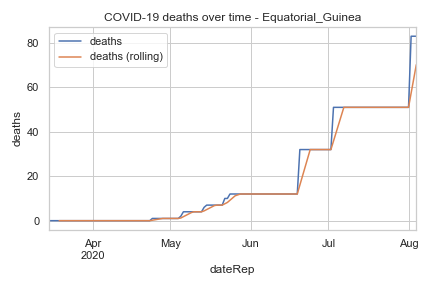 COVID-19 deaths over time - Equatorial_Guinea
deaths
deaths (rolling)
80
60
40
20
0
deaths
Apr
2020
May
Jun
Jul
Aug
dateRep